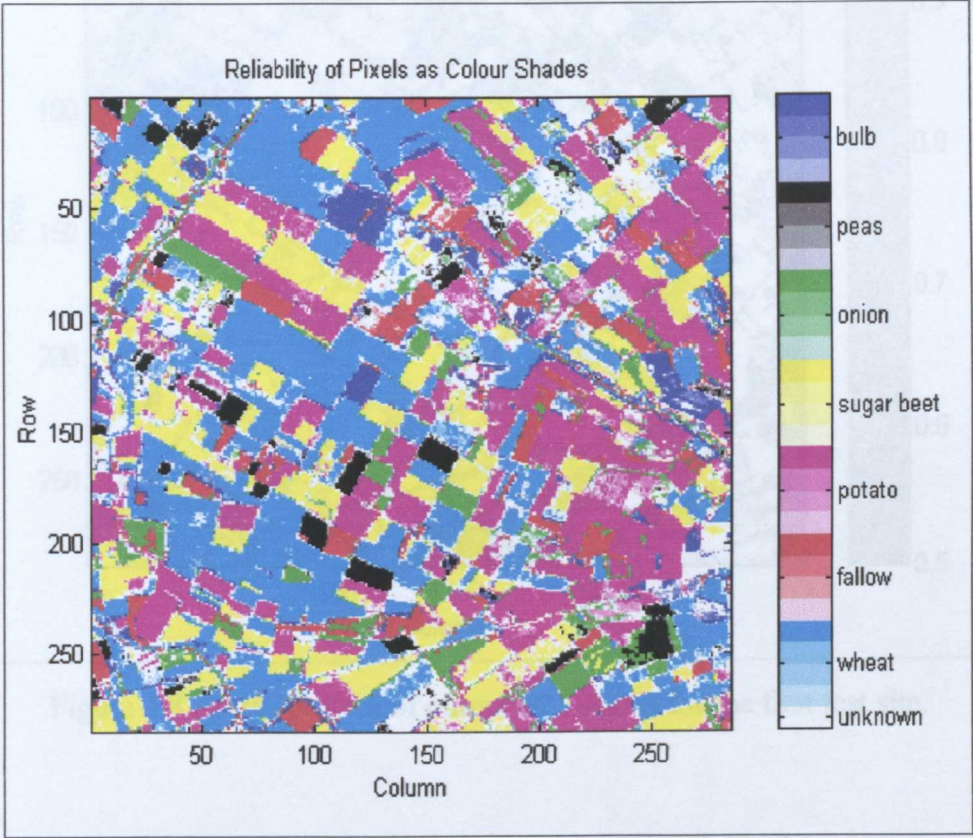 Reliability of Pixels as Colour Shades
50
100
150
200
250
Row
50
100
150
200
250
Column
bulb
peas
onion
sugar beet
potato
fallow
wheat
unknown